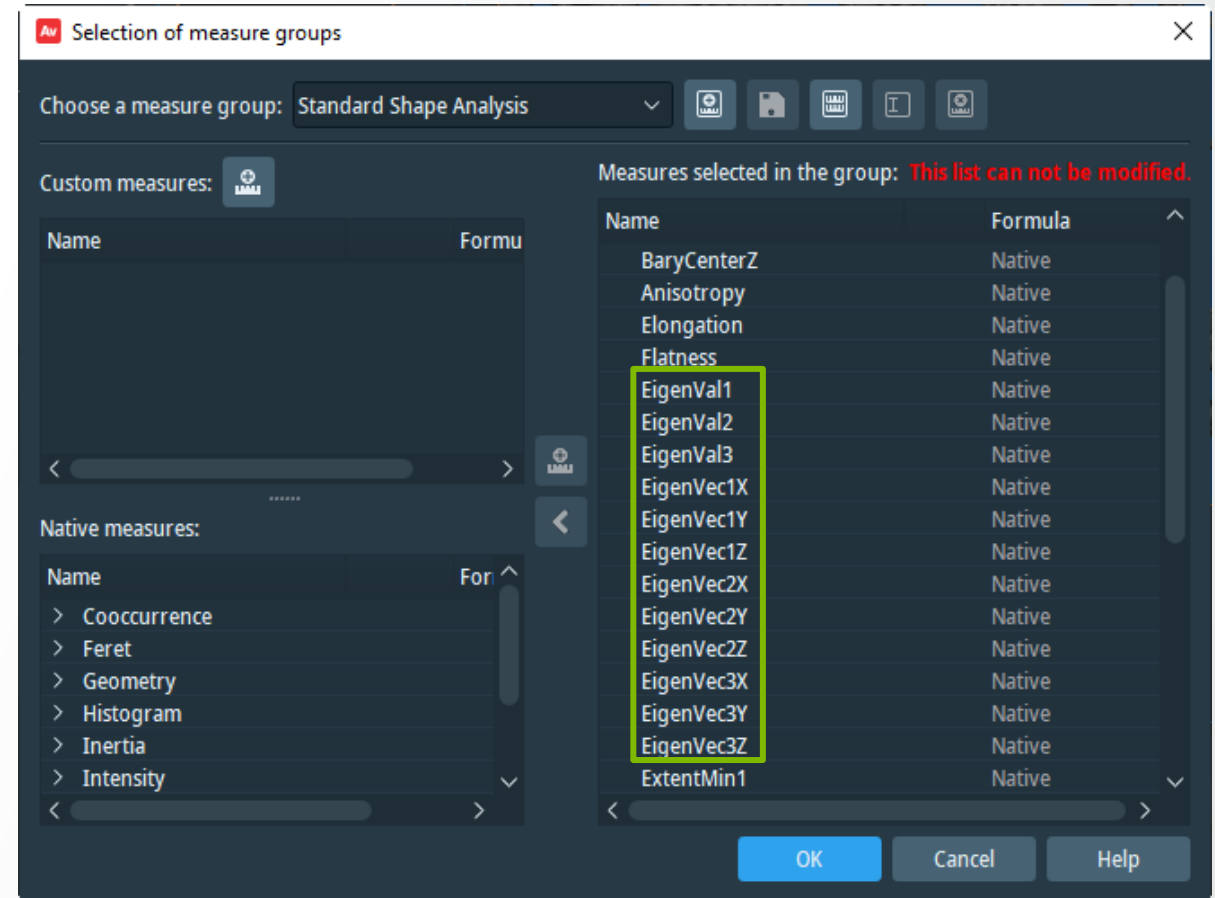 Av Selection of measure groups
Choose a measure group: Standard Shape Analysis
Custom measures:
Name Formu
Native measures:
Name For
Cooccurrence
Feret
Geometry
Histogram
Inertia
Intensity
Measures selected in the group: This list can not be modified.
Name Formula
BaryCenterZ Native
Anisotropy Native
Elongation Native
Flatness Native
EigenVal1 Native
EigenVal2 Native
EigenVal3 Native
EigenVec1X Native
EigenVec1Y Native
EigenVec1Z Native
EigenVec2X Native
EigenVec2Y Native
EigenVec2Z Native
EigenVec3X Native
EigenVec3Y Native
EigenVec3Z Native
ExtentMin1 Native
OK Cancel Help